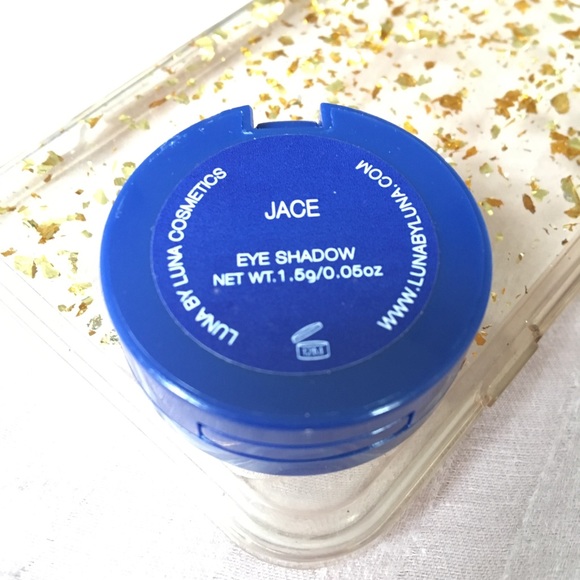 JACE
EYE SHADOW
NET WT.1.5g/0.05oz
LUNA BY LUNA COSMETICS
WWW.LUNABYLUNA.COM